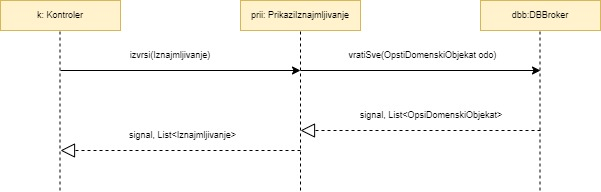 k: Kontroler
prii: PrikaziIznajmljivanje
dbb:DBBroker
izvrsi(Iznajmljivanje)
vratiSve(OpstiDomenskiObjekat odo)
signal, List<OpsiDomenskiObjekat>
signal, List<Iznajmljivanje>